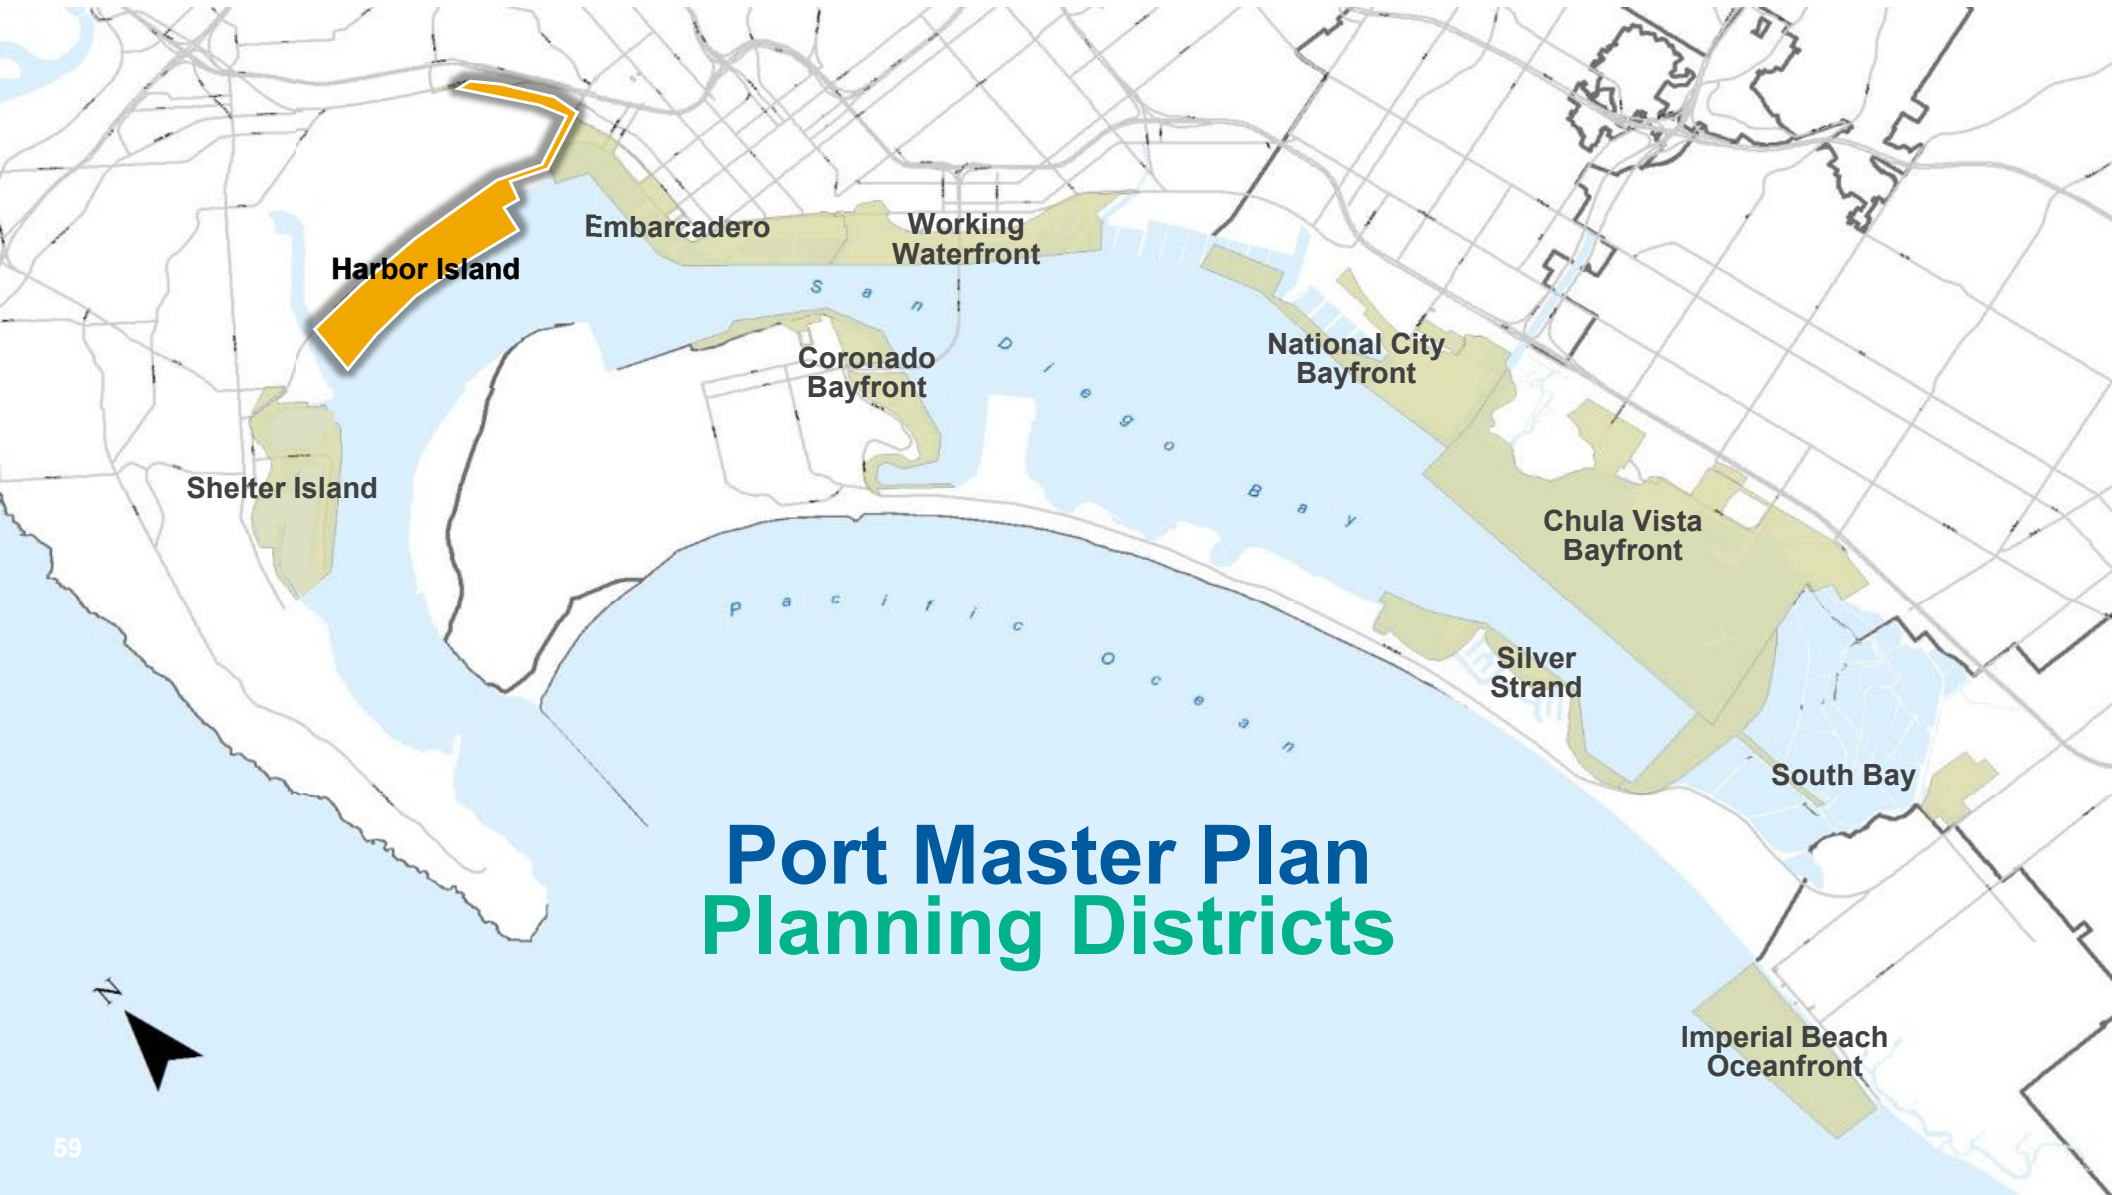 Embarcadero
Working
Waterfront
Harbor Island
San Diego Bay
National City
Bayfront
Coronado
Bayfront
Shelter Island
Chula Vista
Bayfront
Pacific Ocean
Silver
Strand
South Bay
Port Master Plan
Planning Districts
N
Imperial Beach
Oceanfront
59